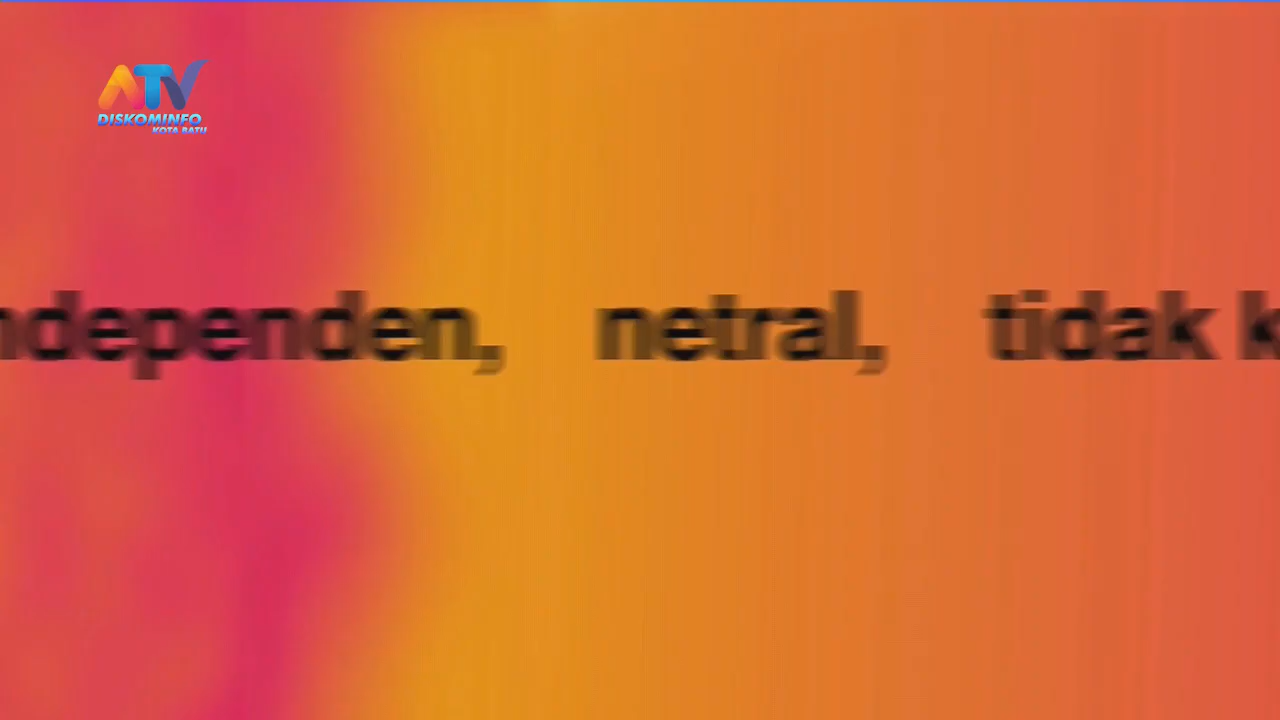 ATV
DISKOMINFO
KOTA BATU
ndependen, netral, tidak k